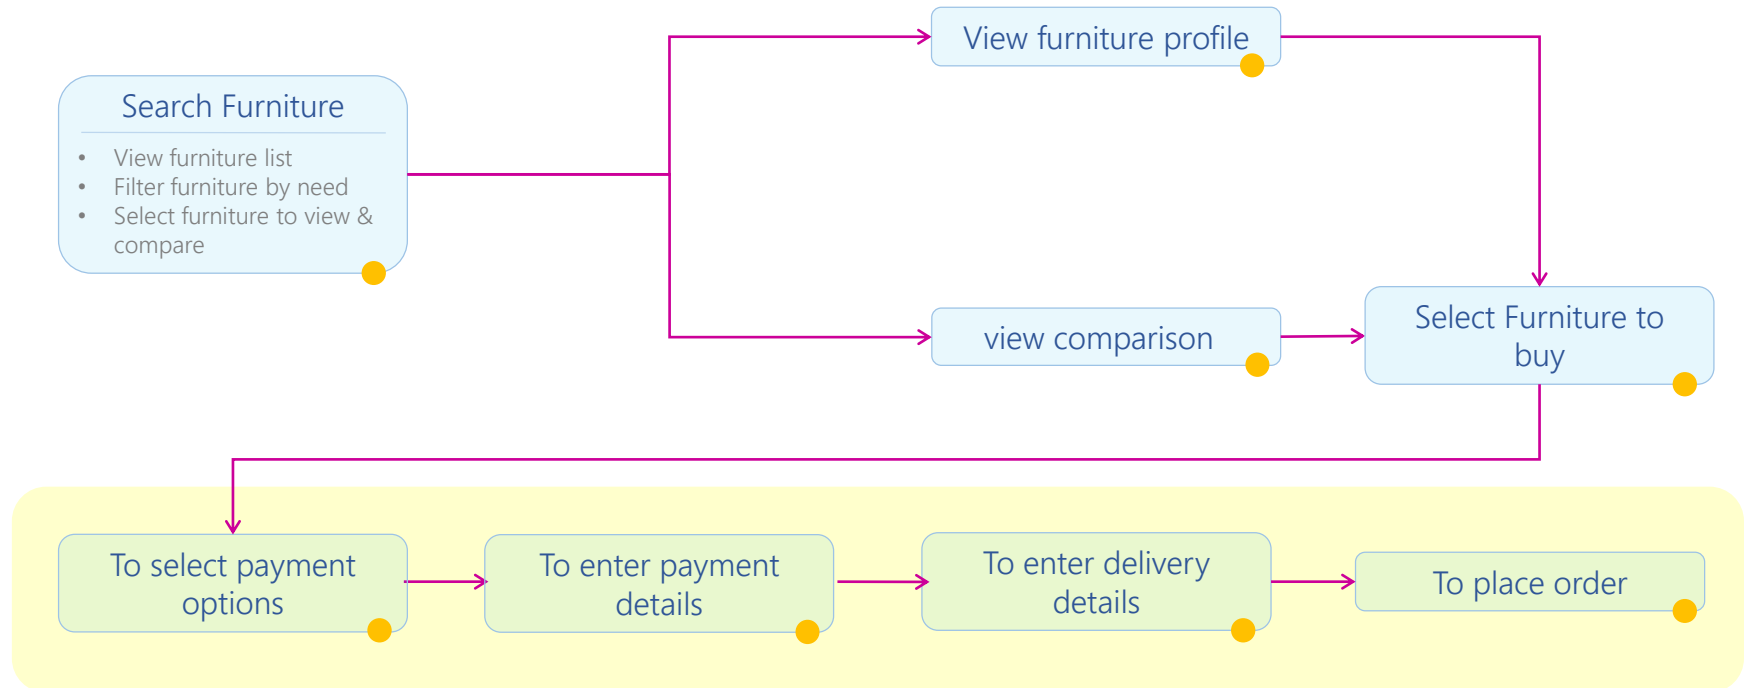 View furniture profile
Search Furniture
• View furniture list
• Filter furniture by need
• Select furniture to view &
compare
view comparison
Select Furniture to
buy
To select payment
options
To enter payment
details
To enter delivery
details
To place order